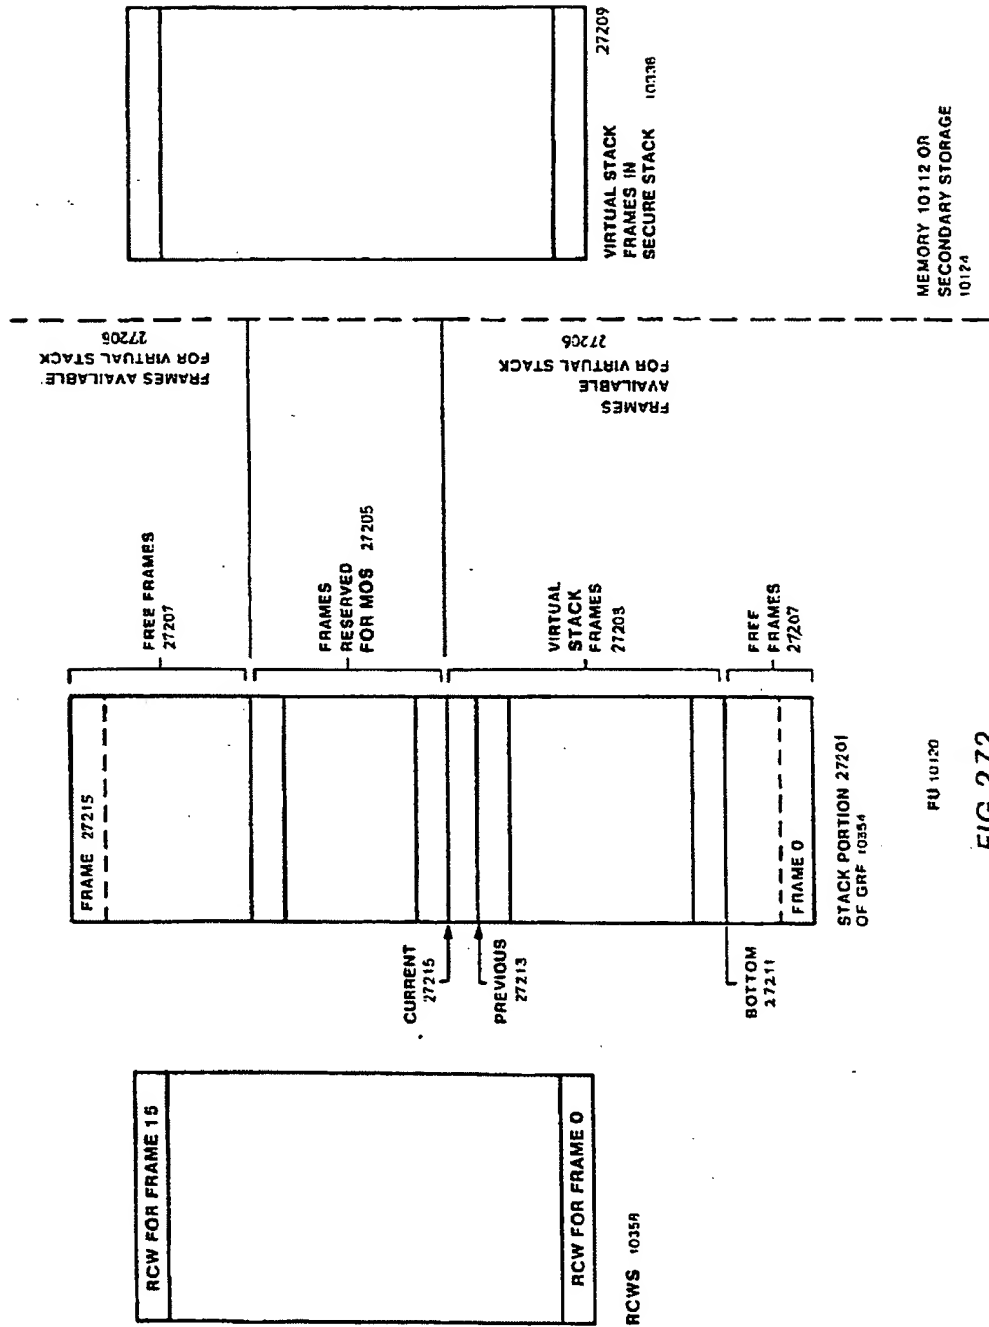 RCW FOR FRAME 15
RCW FOR FRAME 0
RCWS 10358
FRAME 27215
FRAME 0
STACK PORTION 27201
OF GRF 10354
CURRENT
27215
PREVIOUS
27213
BOTTOM
27211
FREE FRAMES
27207
FRAMES
RESERVED
FOR MOS 27205
VIRTUAL
STACK
FRAMES
27203
FREE
FRAMES
27207
FU 10120
FRAMES AVAILABLE
FOR VIRTUAL STACK
27206
FRAMES
AVAILABLE
FOR VIRTUAL STACK
27206
27209
VIRTUAL STACK
FRAMES IN
SECURE STACK 10336
MEMORY 10112 OR
SECONDARY STORAGE
10124
FIG 272